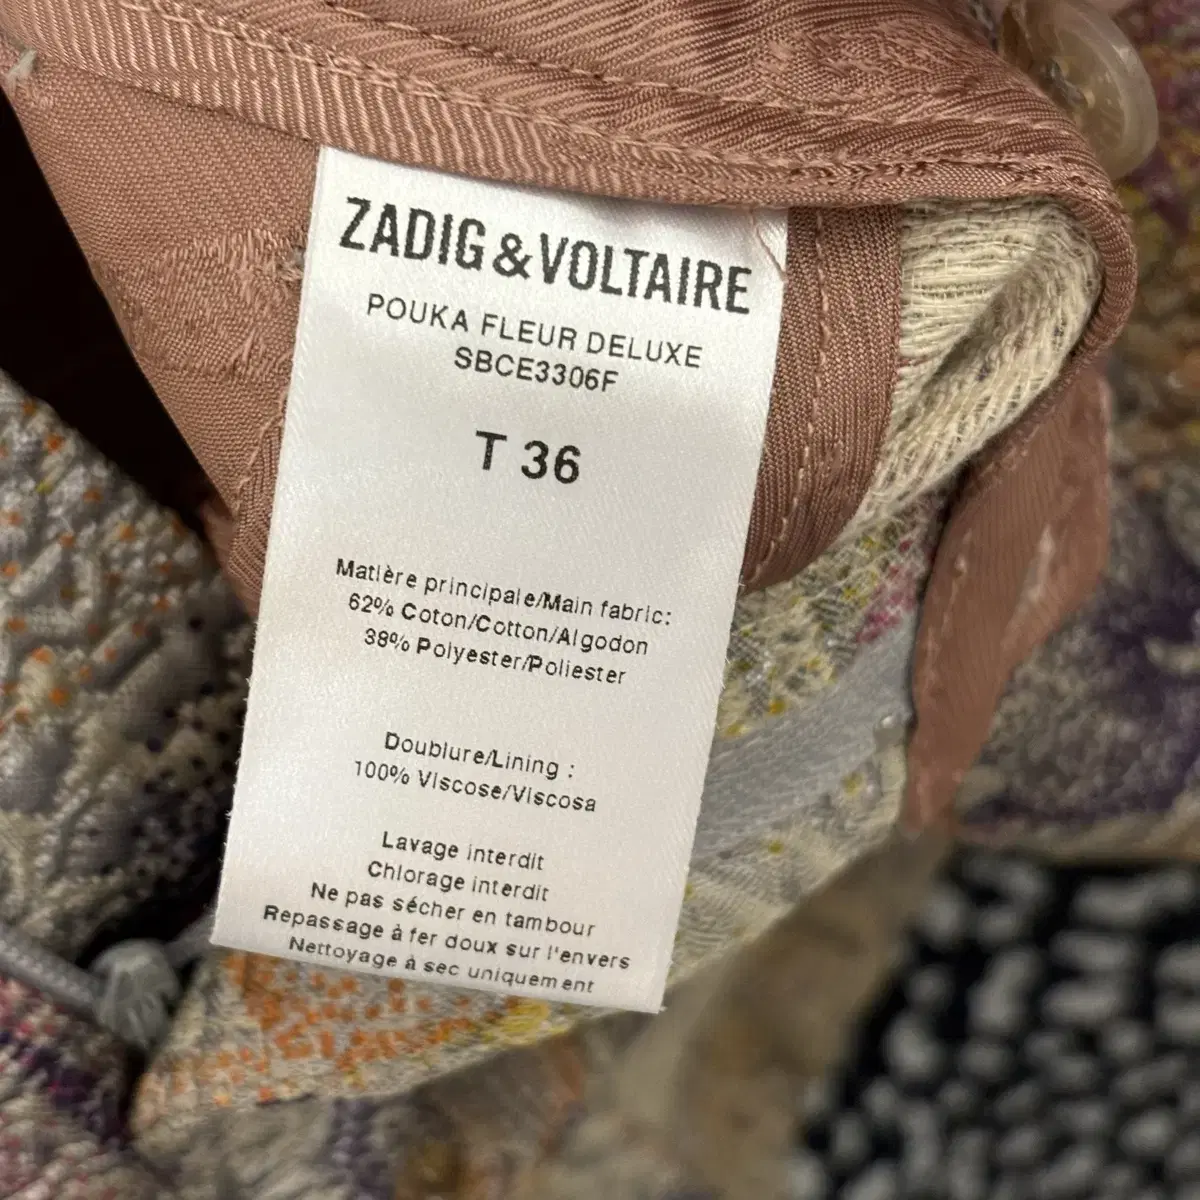 ZADIG & VOLTAIRE
POUKA FLEUR DELUXE
SBCE3306F
T 36
Matière principale/Main fabric:
62% Coton/Cotton/Algodon
38% Polyester/Poliester
Doublure/Lining :
100% Viscose/Viscosa
Lavage interdit
Chlorage interdit
Ne pas sécher en tambour
Repassage à fer doux sur l'envers
Nettoyage à sec uniquement